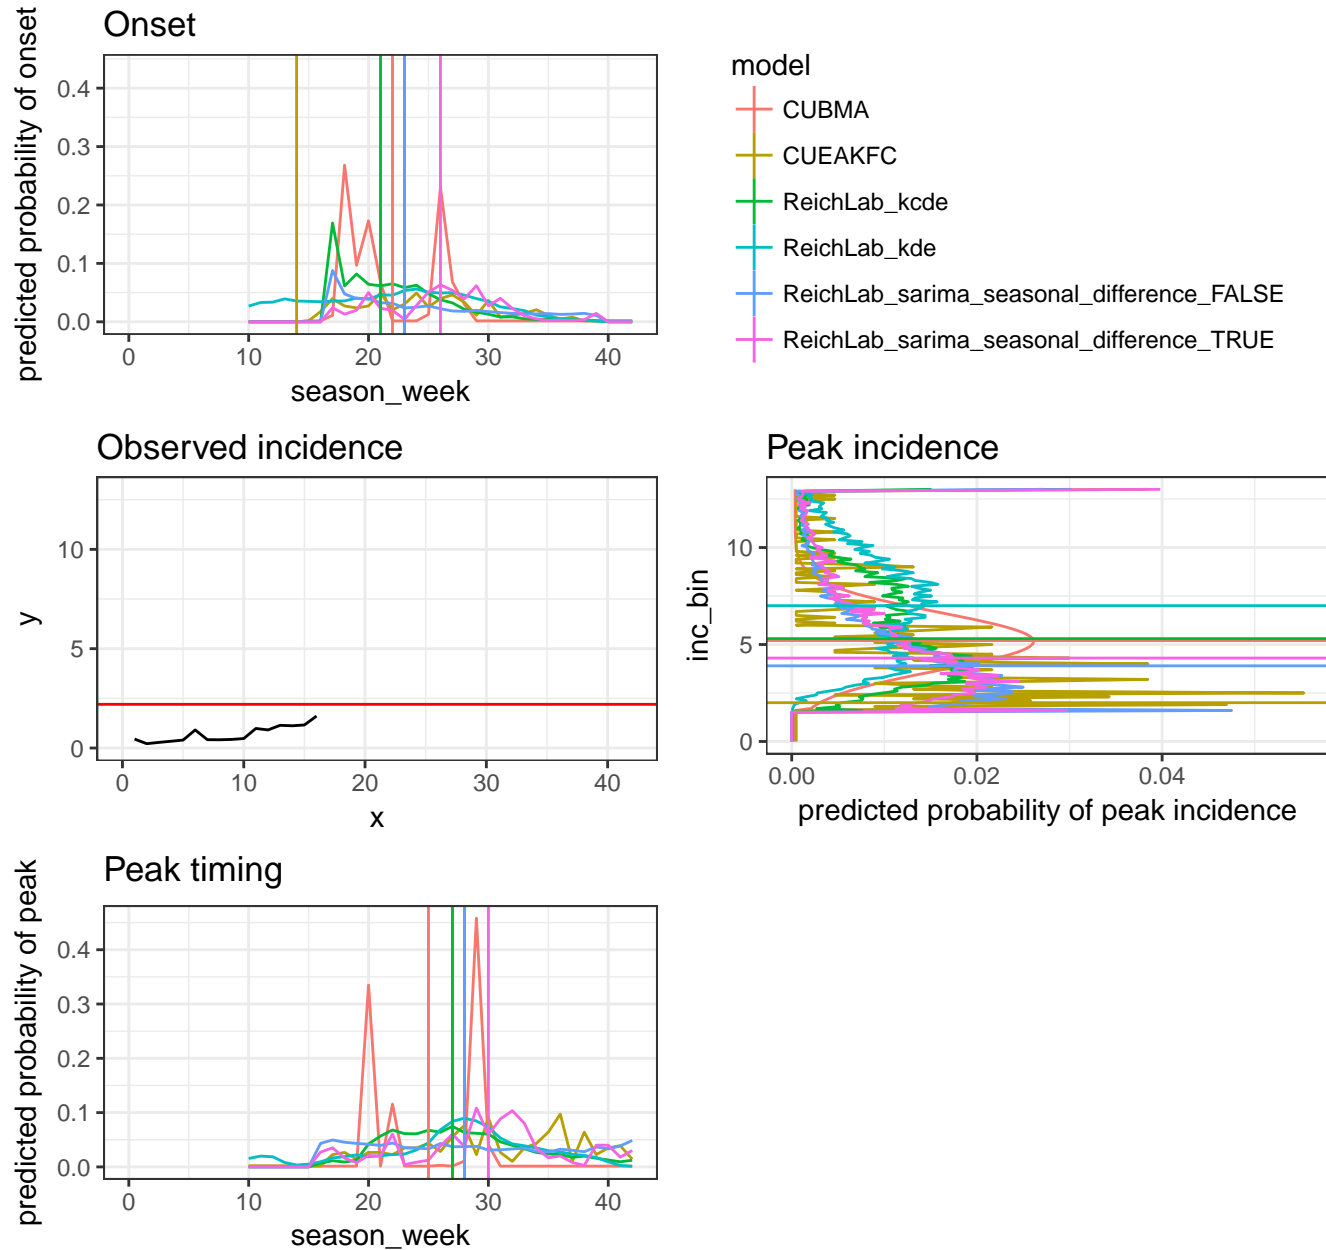 Onset
predicted probability of onset
0.4
0.3
0.2
0.1
0.0
0 10 20 30 40
season_week
model
CUBMA
CUEAKFC
ReichLab_kcde
ReichLab_kde
ReichLab_sarima_seasonal_difference_FALSE
ReichLab_sarima_seasonal_difference_TRUE
Observed incidence
y
10
5
0
0 10 20 30 40
x
Peak incidence
inc_bin
10
5
0
0.00 0.02 0.04
predicted probability of peak incidence
Peak timing
predicted probability of peak
0.4
0.3
0.2
0.1
0.0
0 10 20 30 40
season_week